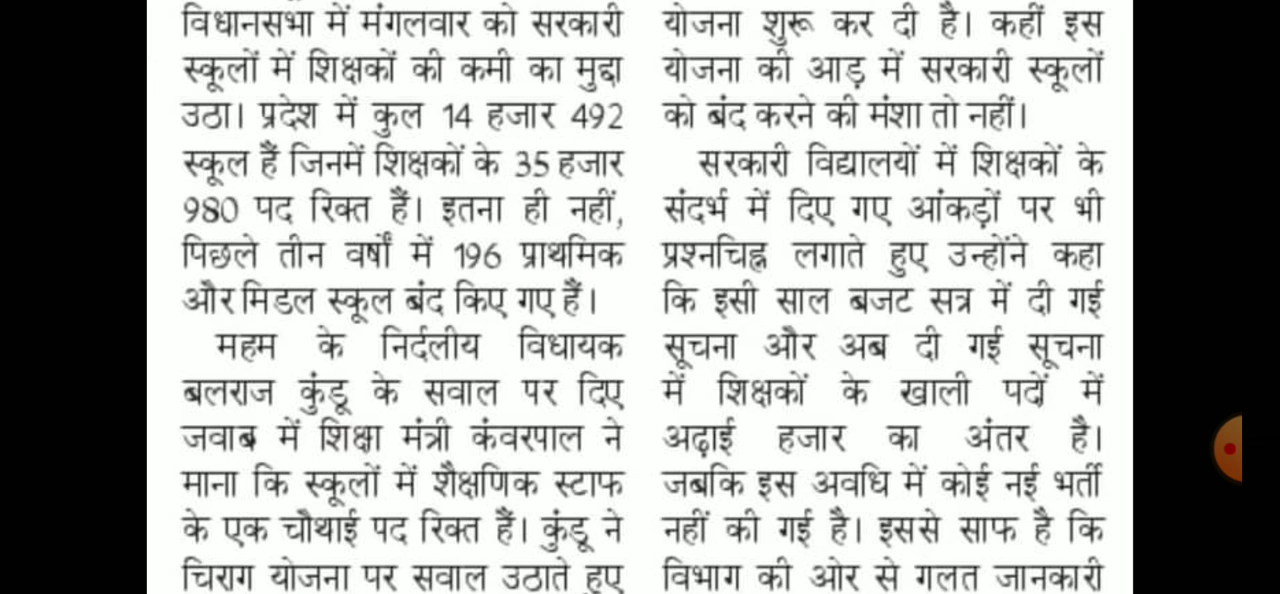 विधानसभा में मंगलवार को सरकारी
स्कूलों में शिक्षकों की कमी का मुद्दा
उठा। प्रदेश में कुल 14 हजार 492
स्कूल हैं जिनमें शिक्षकों के 35 हजार
980 पद रिक्त हैं। इतना ही नहीं,
पिछले तीन वर्षों में 196 प्राथमिक
और मिडल स्कूल बंद किए गए हैं।
महम के निर्दलीय विधायक
बलराज कुंडू के सवाल पर दिए
जवाब में शिक्षा मंत्री कंवरपाल ने
माना कि स्कूलों में शैक्षणिक स्टाफ
के एक चौथाई पद रिक्त हैं। कुंडू ने
चिराग योजना पर सवाल उठाते हुए
योजना शुरू कर दी है। कहीं इस
योजना की आड़ में सरकारी स्कूलों
को बंद करने की मंशा तो नहीं।
सरकारी विद्यालयों में शिक्षकों के
संदर्भ में दिए गए आंकड़ों पर भी
प्रश्नचिह्न लगाते हुए उन्होंने कहा
कि इसी साल बजट सत्र में दी गई
सूचना और अब दी गई सूचना
में शिक्षकों के खाली पदों में
अढ़ाई हजार का अंतर है।
जबकि इस अवधि में कोई नई भर्ती
नहीं की गई है। इससे साफ है कि
विभाग की ओर से गलत जानकारी